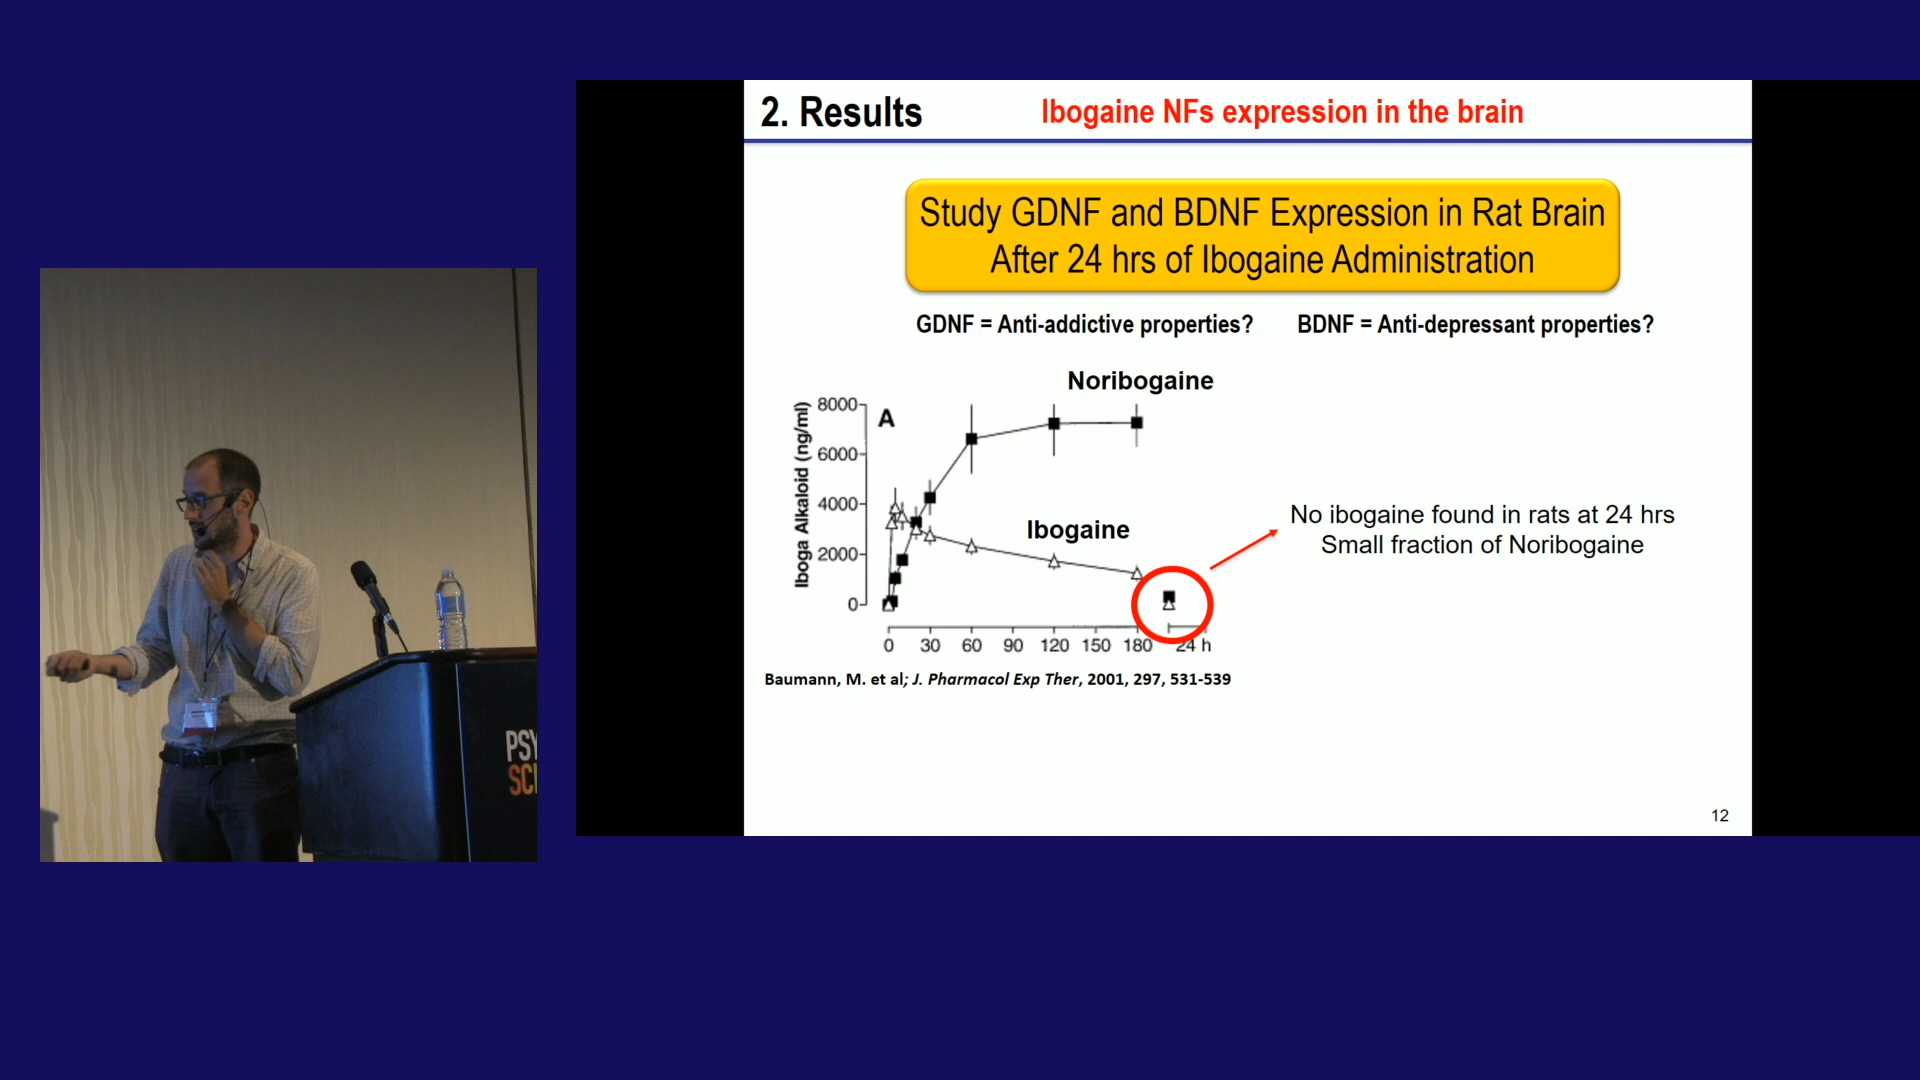 2. Results
Ibogaine NFs expression in the brain
Study GDNF and BDNF Expression in Rat Brain
After 24 hrs of Ibogaine Administration
GDNF = Anti-addictive properties?
BDNF = Anti-depressant properties?
Noribogaine
Iboga Alkaloid (ng/ml)
8000
6000
4000
2000
0
A
Ibogaine
0 30 60 90 120 150 180 24 h
No ibogaine found in rats at 24 hrs
Small fraction of Noribogaine
Baumann, M. et al; J. Pharmacol Exp Ther, 2001, 297, 531-539
12
PSY
SCI